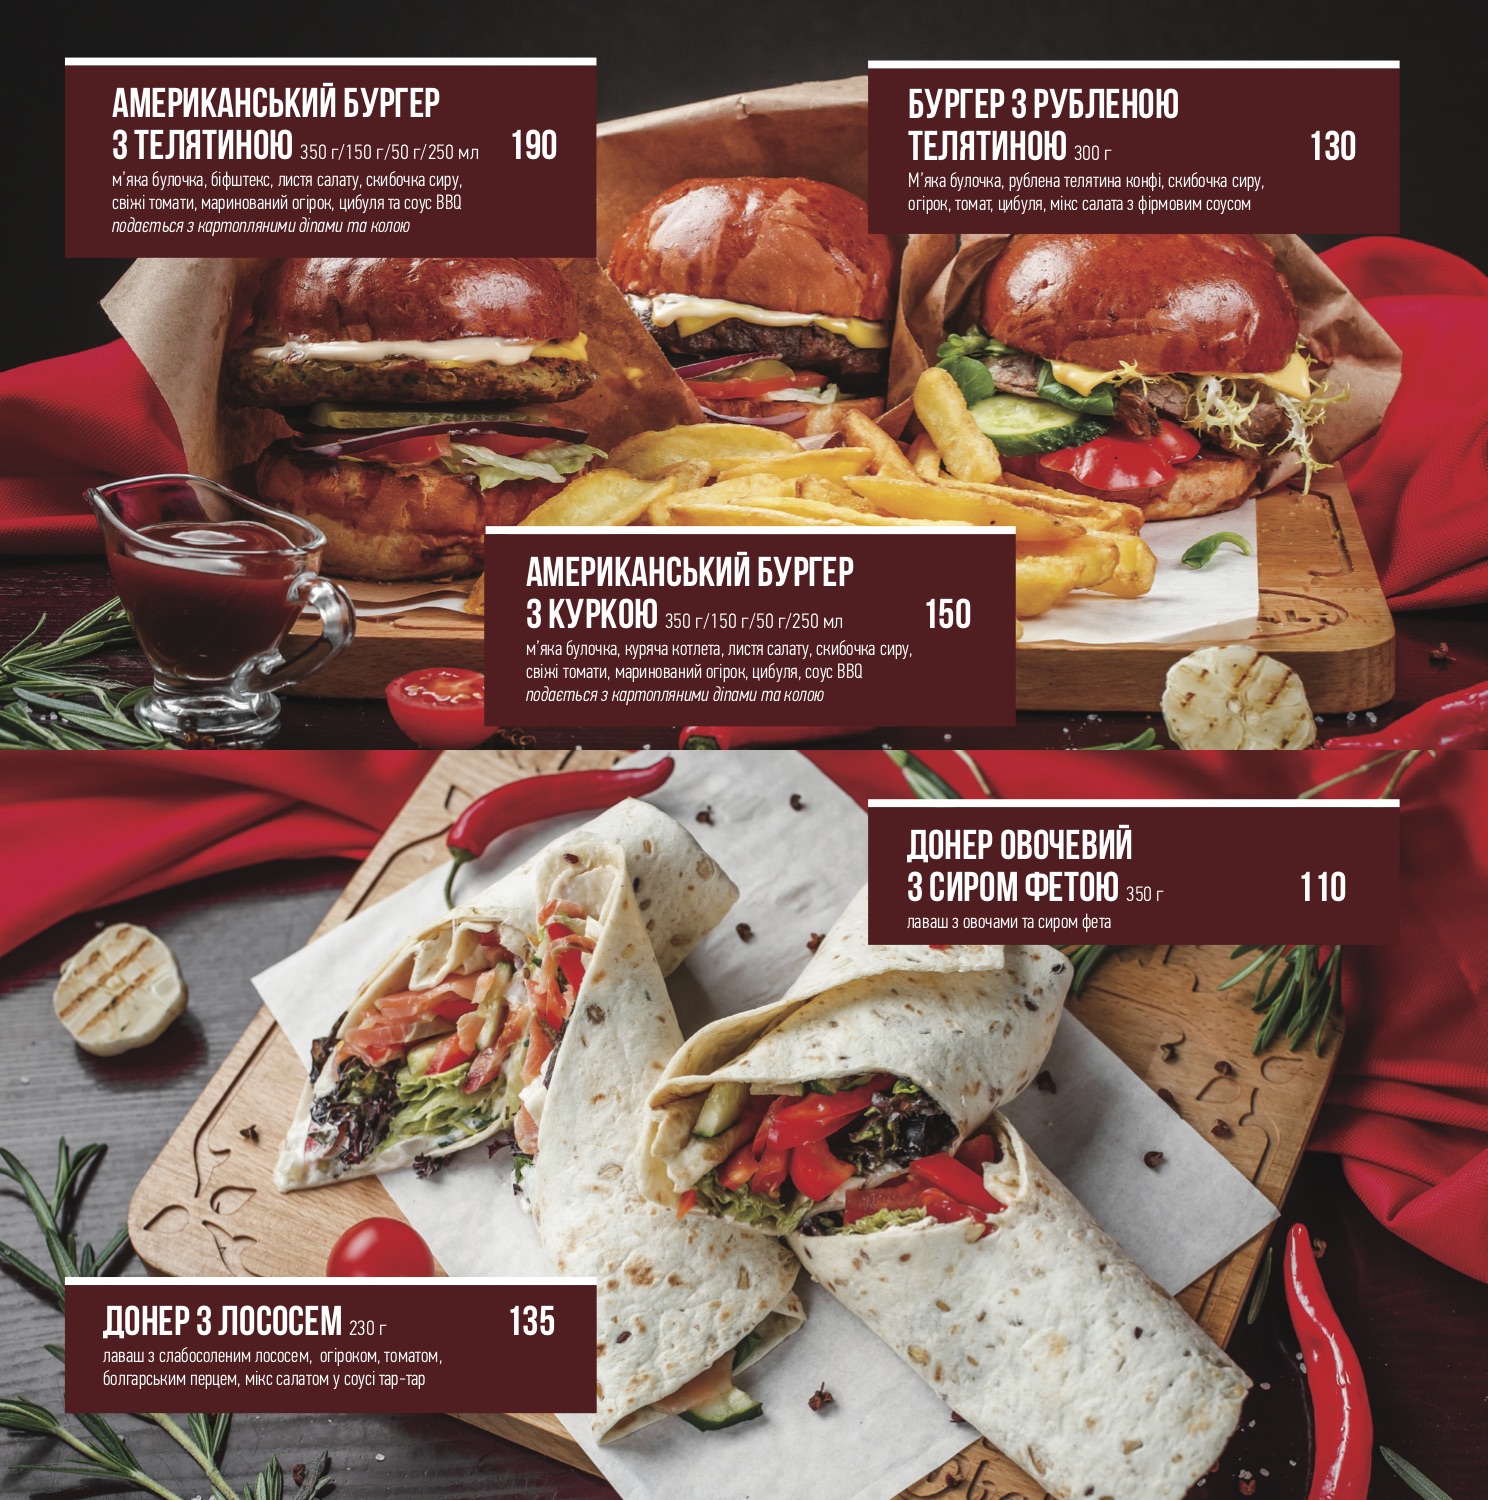 АМЕРИКАНСЬКИЙ БУРГЕР
З ТЕЛЯТИНОЮ 350 г/150 г/50 г/250 мл 190
м'яка булочка, біфштекс, листя салату, скибочка сиру,
свіжі томати, маринований огірок, цибуля та соус BBQ
подається з картопляними діпами та колою
БУРГЕР З РУБЛЕНОЮ
ТЕЛЯТИНОЮ 300 г 130
М'яка булочка, рублена телятина конфі, скибочка сиру,
огірок, томат, цибуля, мікс салата з фірмовим соусом
АМЕРИКАНСЬКИЙ БУРГЕР
З КУРКОЮ 350 г/150 г/50 г/250 мл 150
м'яка булочка, куряча котлета, листя салату, скибочка сиру,
свіжі томати, маринований огірок, цибуля, соус BBQ
подається з картопляними діпами та колою
ДОНЕР ОВОЧЕВИЙ
З СИРОМ ФЕТОЮ 350 г 110
лаваш з овочами та сиром фета
ДОНЕР З ЛОСОСЕМ 230 г 135
лаваш з слабосоленим лососем, огіроком, томатом,
болгарським перцем, мікс салатом у соусі тар-тар